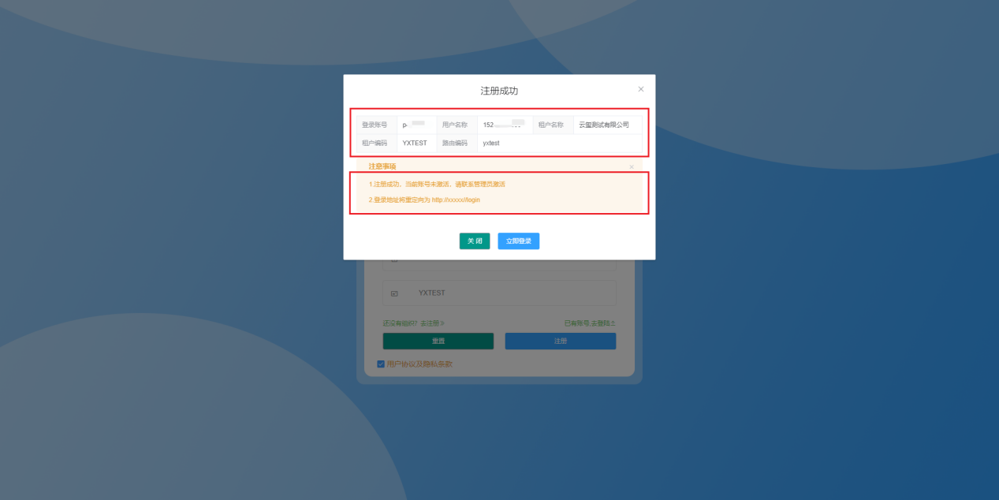 注册成功
登录账号 p- 用户名称 152 租户名称 云玺测试有限公司
租户编码 YXTEST 路由编码 yxtest
注意事项
1.注册成功，当前账号未激活，请联系管理员激活
2.登录地址将重定向为 http://xxxxx//login
关 闭 立即登录
YXTEST
还没有组织？去注册 已有账号,去登陆
重置 注册
用户协议及隐私条款